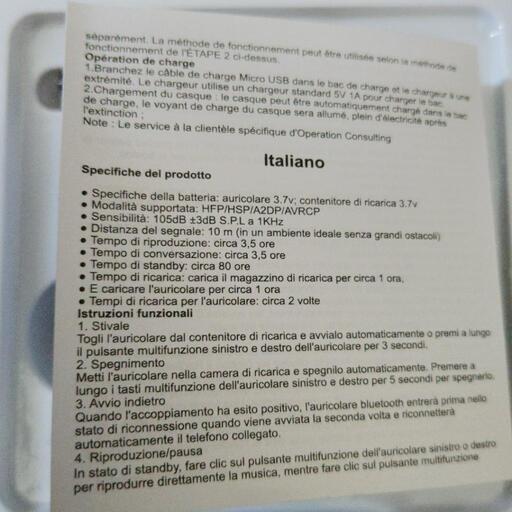 séparément. La méthode de fonctionnement peut être utilisée selon la méthode de
fonctionnement de l'ÉTAPE 2 ci-dessus.
Opération de charge
1.Branchez le câble de charge Micro USB dans le bac de charge et le chargeur à une
extrémité. Le chargeur utilise un chargeur standard 5V 1A pour charger le bac.
2.Chargement du casque : le casque peut être automatiquement chargé dans le bac
de charge, le voyant de charge du casque sera allumé, plein d'électricité après
l'extinction ;
Note : Le service à la clientèle spécifique d'Operation Consulting
Italiano
Specifiche del prodotto
● Specifiche della batteria: auricolare 3.7v; contenitore di ricarica 3.7v
● Modalità supportata: HFP/HSP/A2DP/AVRCP
● Sensibilità: 105dB ±3dB S.P.L a 1KHz
● Distanza del segnale: 10 m (in un ambiente ideale senza grandi ostacoli)
● Tempo di riproduzione: circa 3,5 ore
● Tempo di conversazione: circa 3,5 ore
● Tempo di standby: circa 80 ore
● Tempo di ricarica: carica il magazzino di ricarica per circa 1 ora,
● E caricare l'auricolare per circa 1 ora
● Tempi di ricarica per l'auricolare: circa 2 volte
Istruzioni funzionali
1. Stivale
Togli l'auricolare dal contenitore di ricarica e avvialo automaticamente o premi a lungo
il pulsante multifunzione sinistro e destro dell'auricolare per 3 secondi.
2. Spegnimento
Metti l'auricolare nella camera di ricarica e spegnilo automaticamente. Premere a
lungo i tasti multifunzione dell'auricolare sinistro e destro per 5 secondi per spegnerlo.
3. Avvio indietro
Quando l'accoppiamento ha esito positivo, l'auricolare bluetooth entrerà prima nello
stato di riconnessione quando viene avviata la seconda volta e riconnetterà
automaticamente il telefono collegato.
4. Riproduzione/pausa
In stato di standby, fare clic sul pulsante multifunzione dell'auricolare sinistro o destro
per riprodurre direttamente la musica, mentre fare clic sul pulsante multifunzione